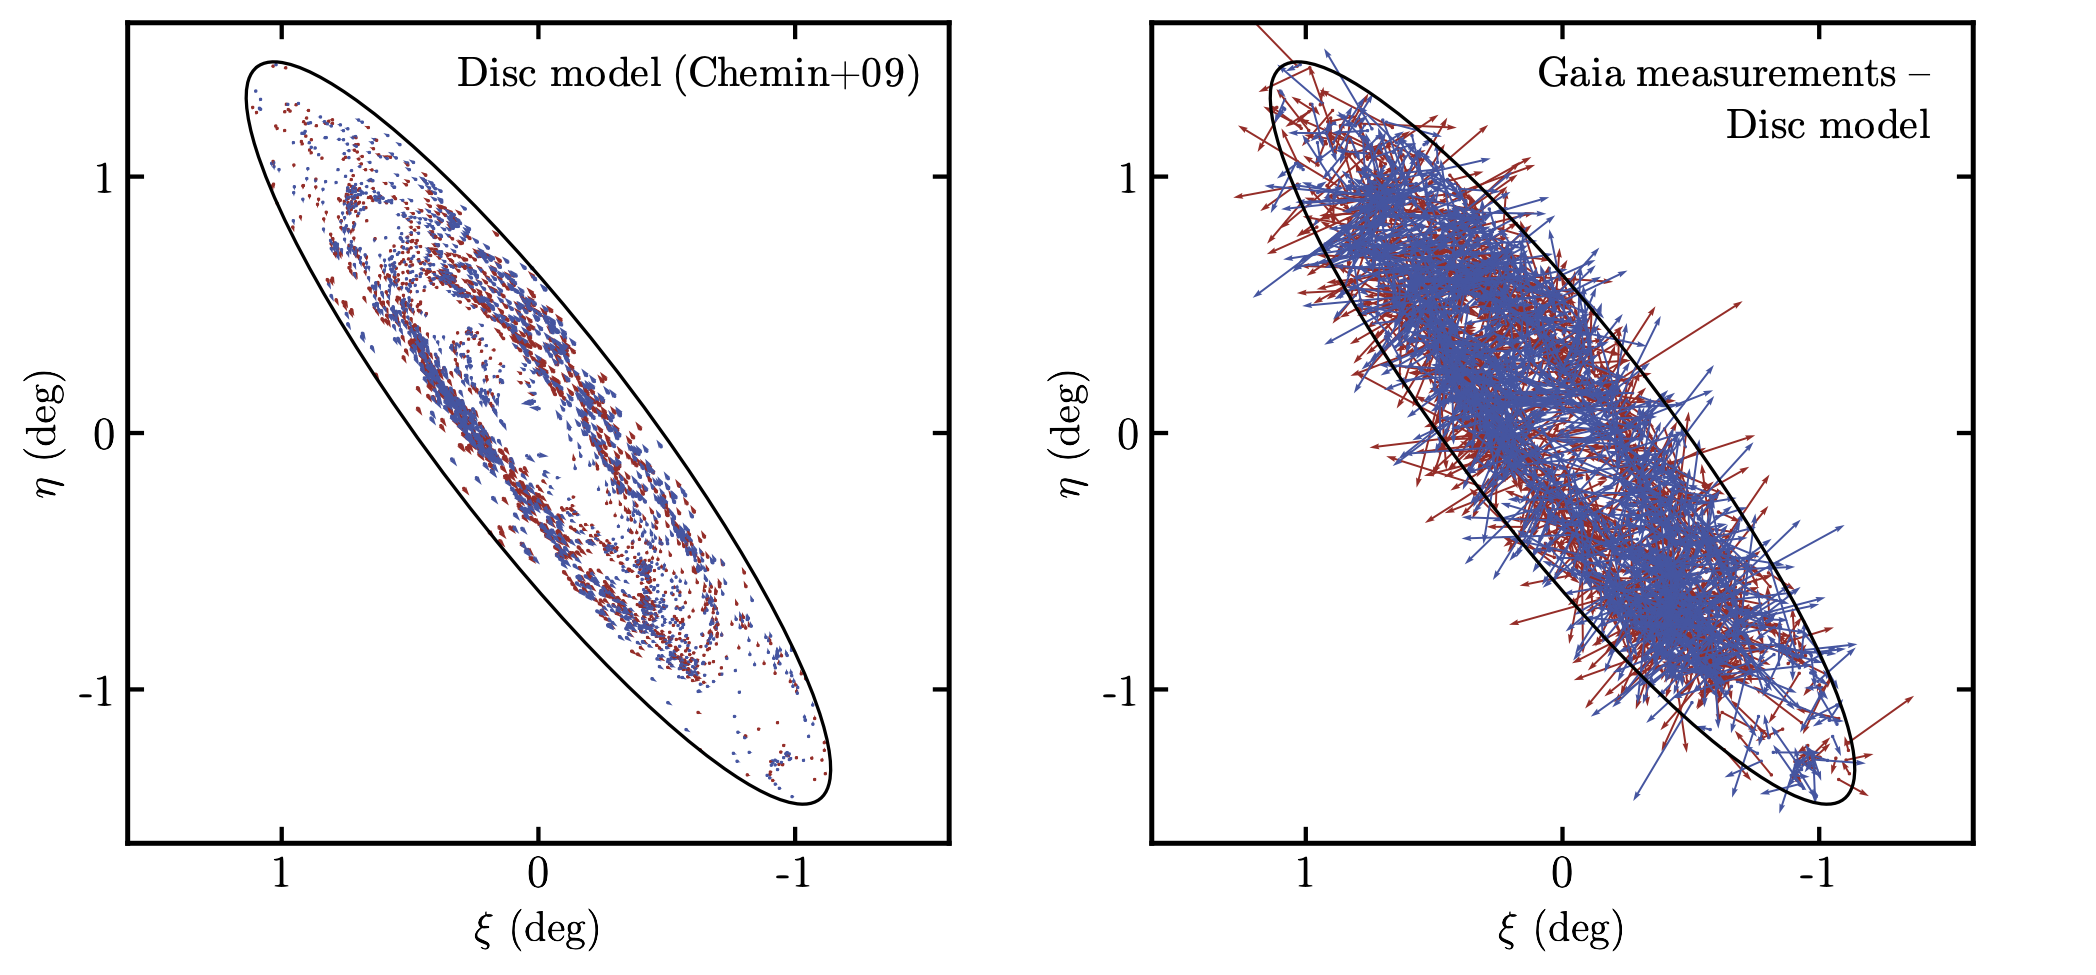 Disc model (Chemin+09)
1
0
-1
η (deg)
1
0
-1
ξ (deg)
Gaia measurements –
Disc model
1
0
-1
η (deg)
1
0
-1
ξ (deg)